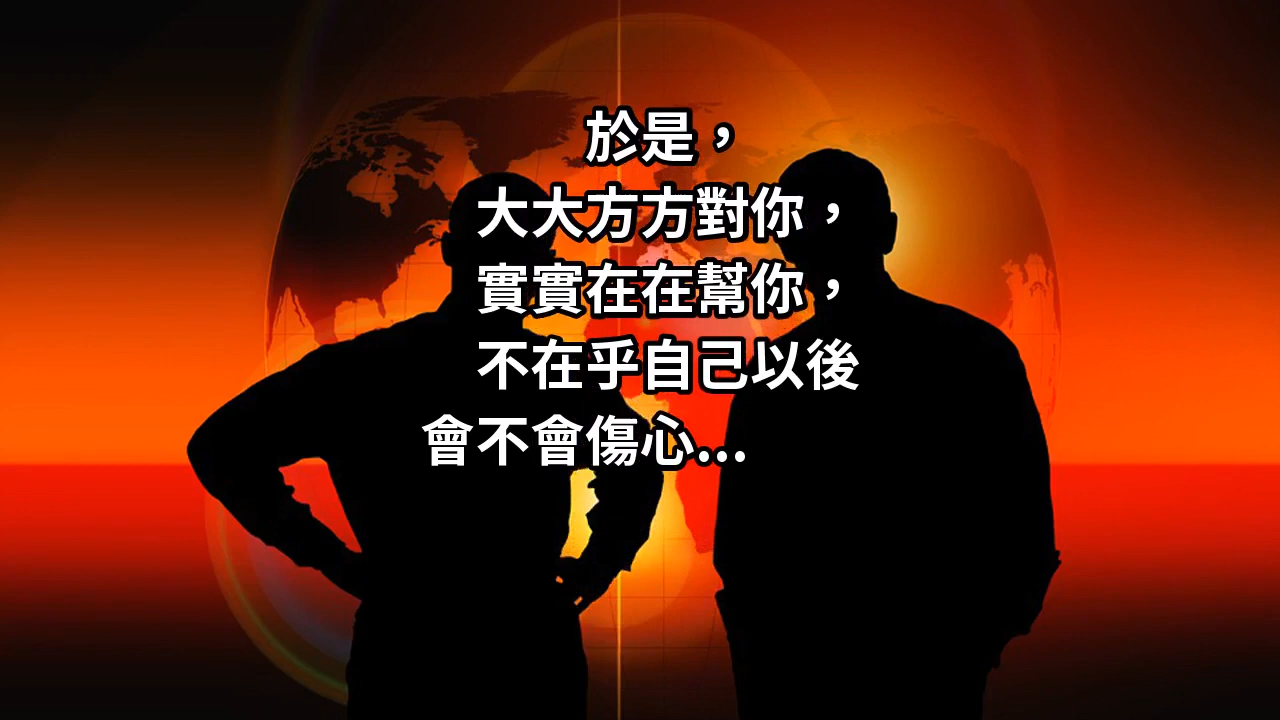 於是，
大大方方對你，
實實在在幫你，
不在乎自己以後
會不會傷心...